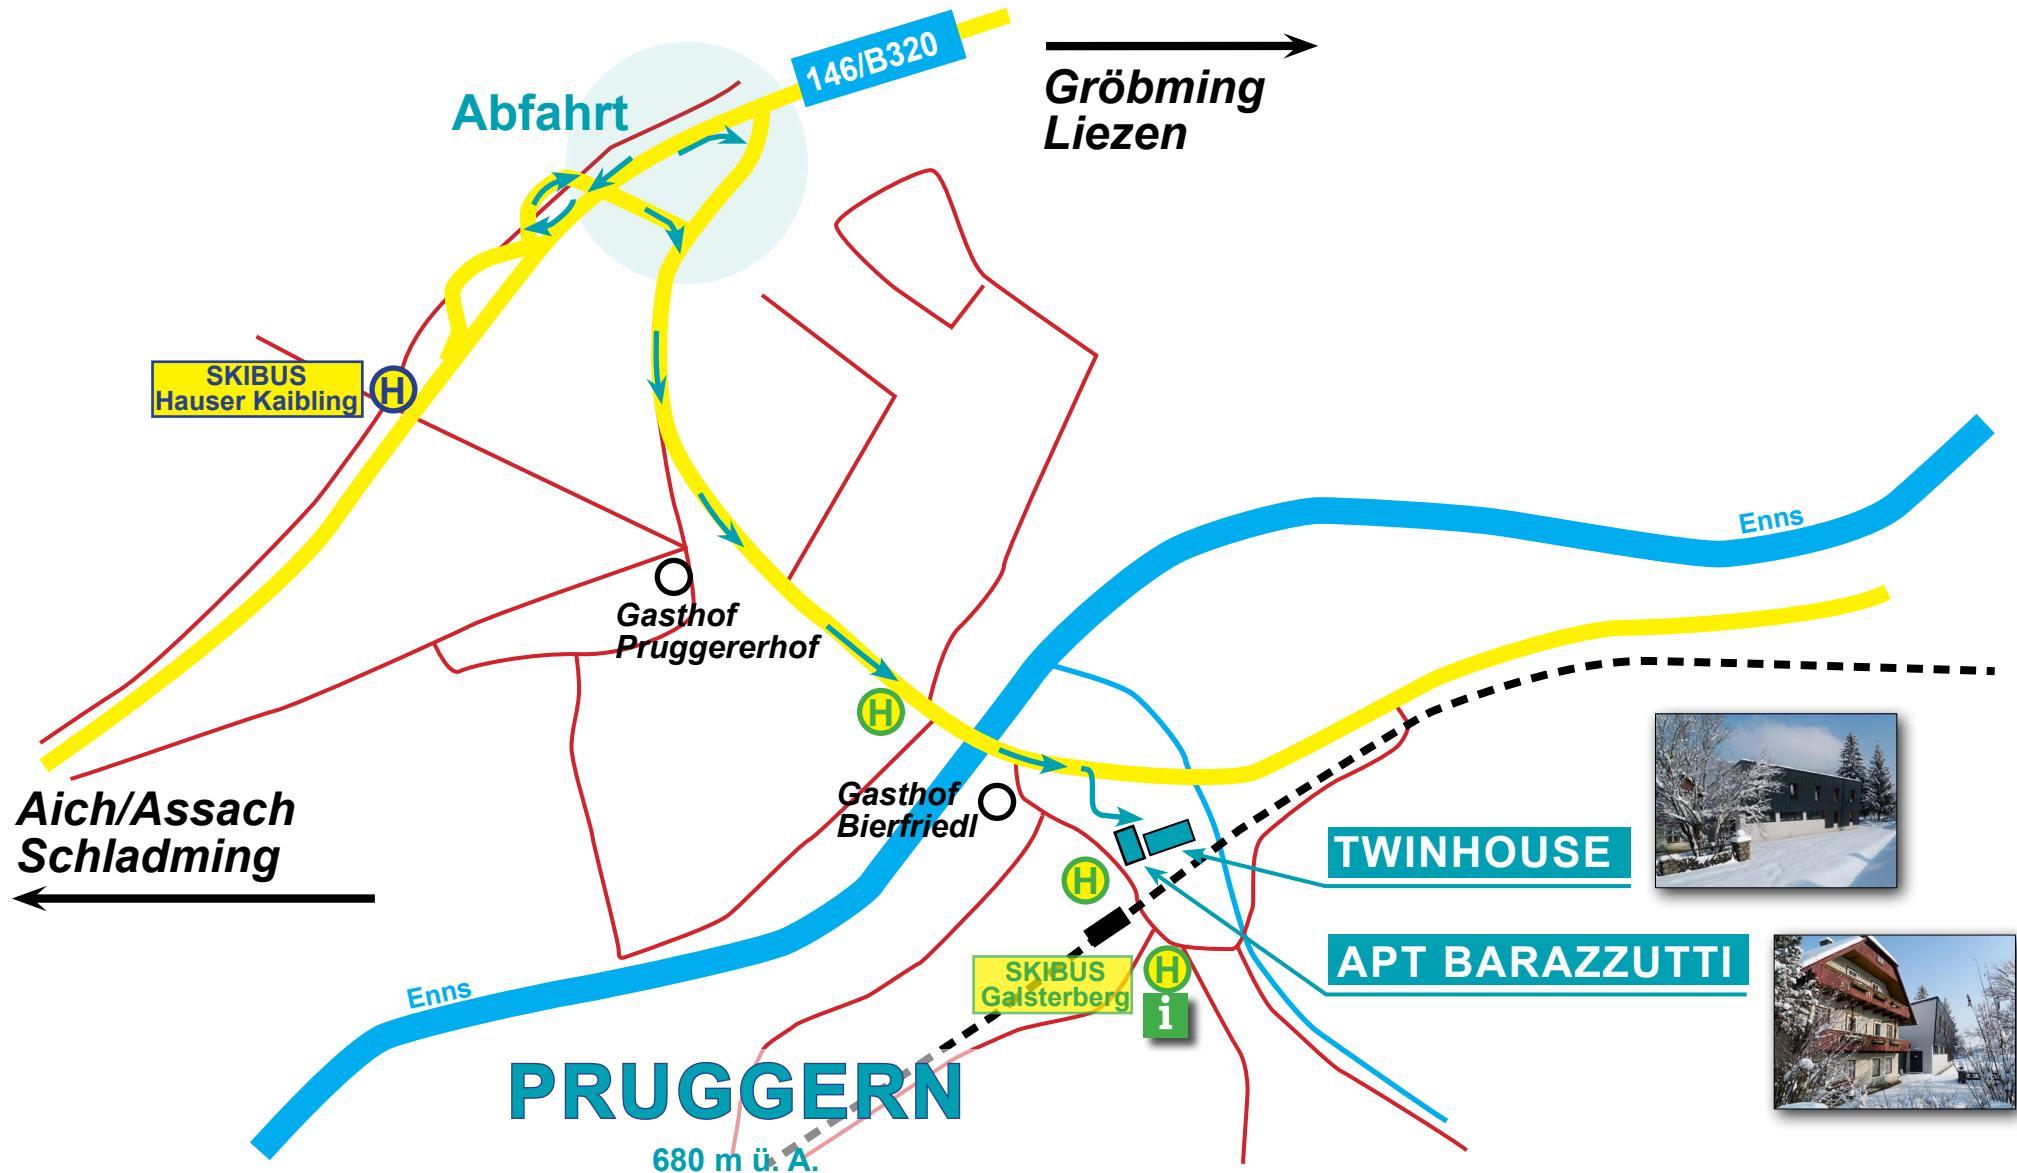 146/B320
Gröbming
Liezen
Abfahrt
SKIBUS
Hauser Kaibling
H
Enns
Gasthof
Pruggererhof
H
Gasthof
Bierfriedl
Aich/Assach
Schladming
TWINHOUSE
H
APT BARAZZUTTI
SKIBUS
Galsterberg
H
i
Enns
PRUGGERN
680 m ü. A.